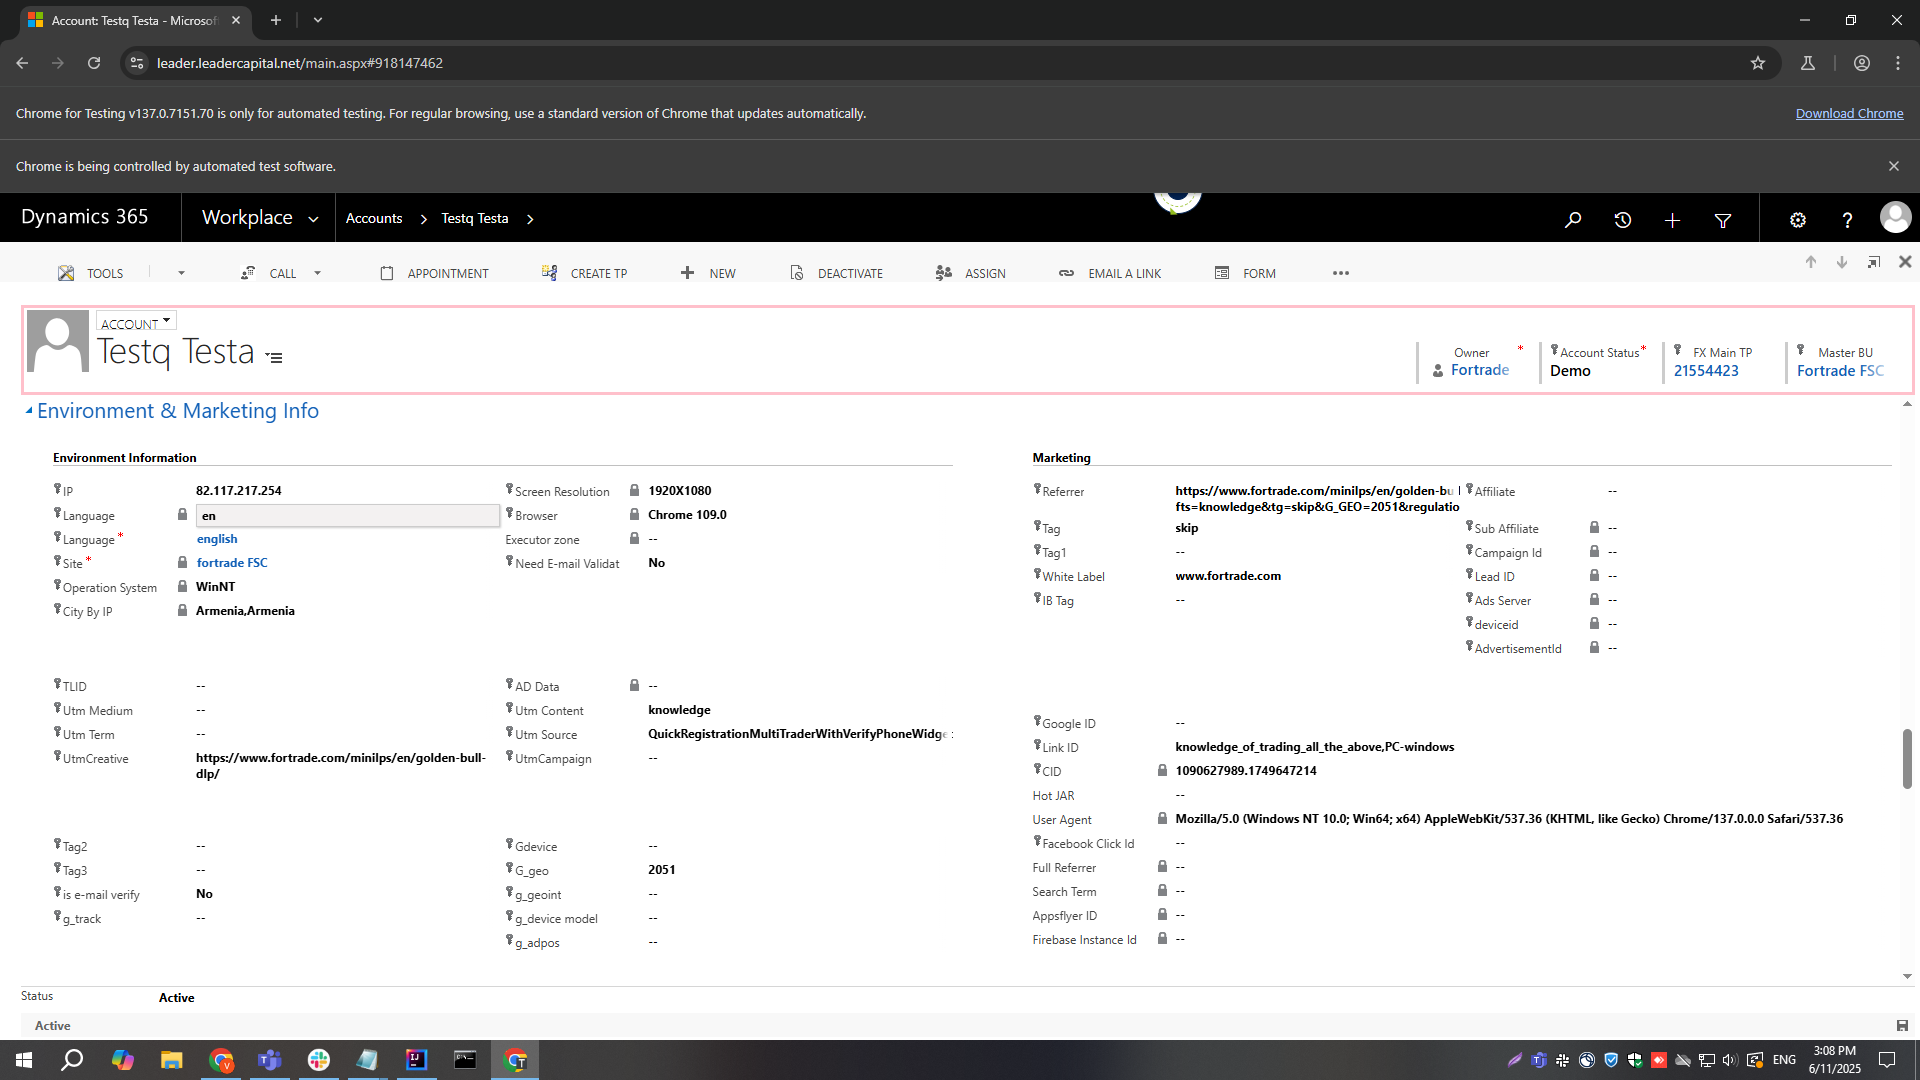 Account: Testq Testa - Microsof
leader.leadercapital.net/main.aspx#918147462
Chrome for Testing v137.0.7151.70 is only for automated testing. For regular browsing, use a standard version of Chrome that updates automatically.
Download Chrome
Chrome is being controlled by automated test software.
Dynamics 365
Workplace
Accounts
Testq Testa
TOOLS
CALL
APPOINTMENT
CREATE TP
NEW
DEACTIVATE
ASSIGN
EMAIL A LINK
FORM
ACCOUNT
Testq Testa
Owner *
Fortrade
Account Status*
Demo
FX Main TP
21554423
Master BU
Fortrade FSC
Environment & Marketing Info
Environment Information
IP 82.117.217.254
Language en
Language * english
Site * fortrade FSC
Operation System WinNT
City By IP Armenia,Armenia
Screen Resolution 1920X1080
Browser Chrome 109.0
Executor zone --
Need E-mail Validat No
TLID --
Utm Medium --
Utm Term --
UtmCreative https://www.fortrade.com/minilps/en/golden-bull-
dlp/
AD Data --
Utm Content knowledge
Utm Source QuickRegistrationMultiTraderWithVerifyPhoneWidge
UtmCampaign --
Tag2 --
Tag3 --
is e-mail verify No
g_track --
Gdevice --
G_geo 2051
g_geoint --
g_device model --
g_adpos --
Marketing
Referrer https://www.fortrade.com/minilps/en/golden-bu
fts=knowledge&tg=skip&G_GEO=2051&regulatio
Tag skip
Tag1 --
White Label www.fortrade.com
IB Tag --
Affiliate --
Sub Affiliate --
Campaign Id --
Lead ID --
Ads Server --
deviceid --
AdvertisementId --
Google ID --
Link ID knowledge_of_trading_all_the_above,PC-windows
CID 1090627989.1749647214
Hot JAR --
User Agent Mozilla/5.0 (Windows NT 10.0; Win64; x64) AppleWebKit/537.36 (KHTML, like Gecko) Chrome/137.0.0.0 Safari/537.36
Facebook Click Id --
Full Referrer --
Search Term --
Appsflyer ID --
Firebase Instance Id --
Status Active
Active
ENG
3:08 PM
6/11/2025